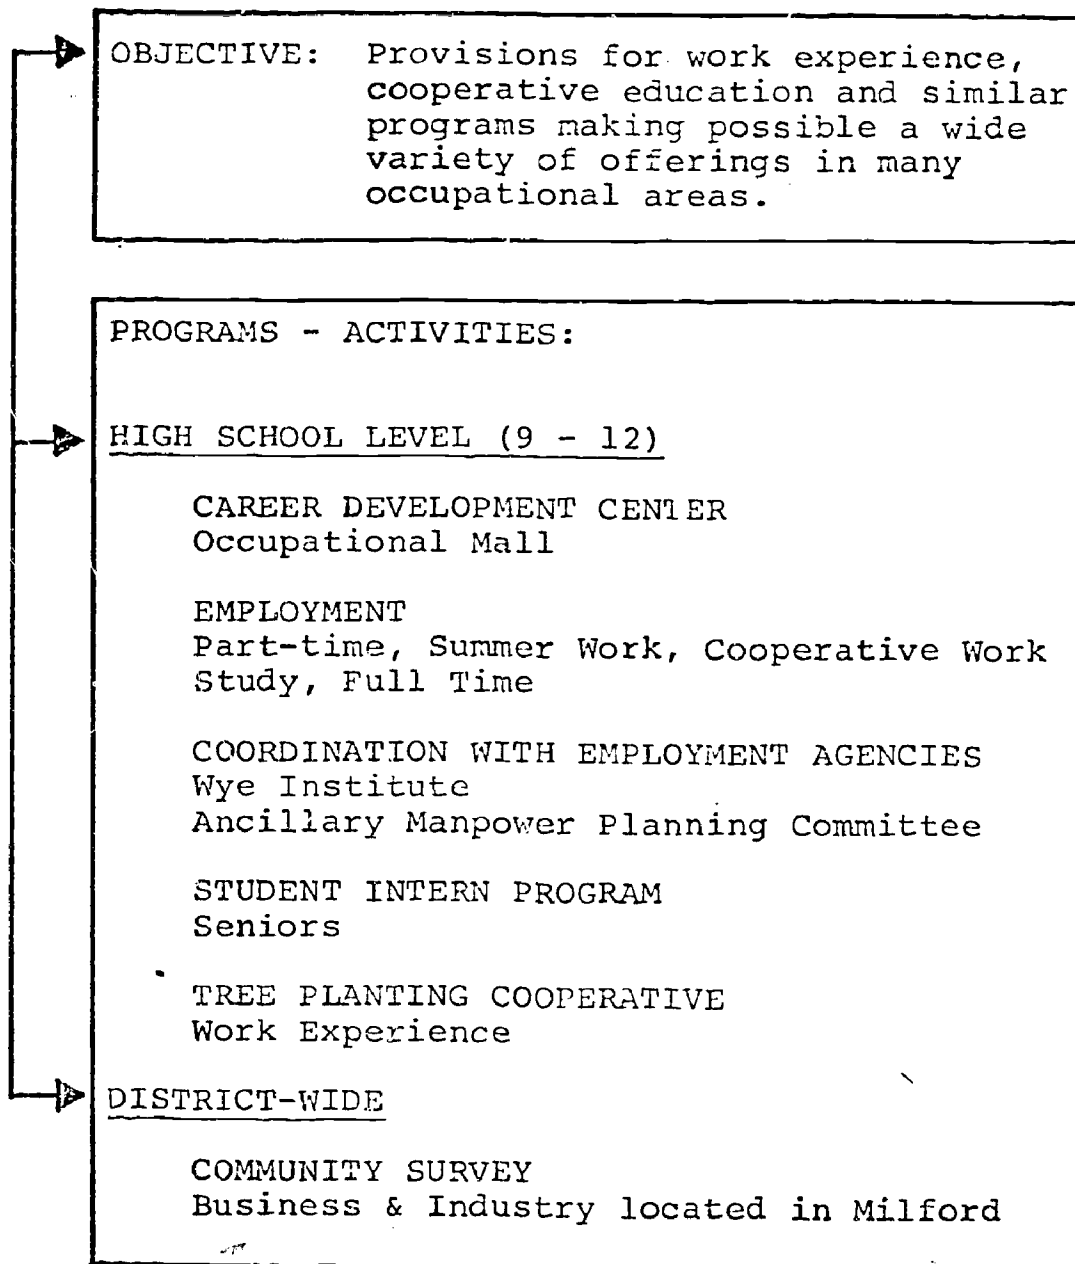 OBJECTIVE: Provisions for work experience,
cooperative education and similar
programs making possible a wide
variety of offerings in many
occupational areas.
PROGRAMS - ACTIVITIES:
HIGH SCHOOL LEVEL (9 - 12)
CAREER DEVELOPMENT CENTER
Occupational Mall
EMPLOYMENT
Part-time, Summer Work, Cooperative Work
Study, Full Time
COORDINATION WITH EMPLOYMENT AGENCIES
Wye Institute
Ancillary Manpower Planning Committee
STUDENT INTERN PROGRAM
Seniors
TREE PLANTING COOPERATIVE
Work Experience
DISTRICT-WIDE
COMMUNITY SURVEY
Business & Industry located in Milford